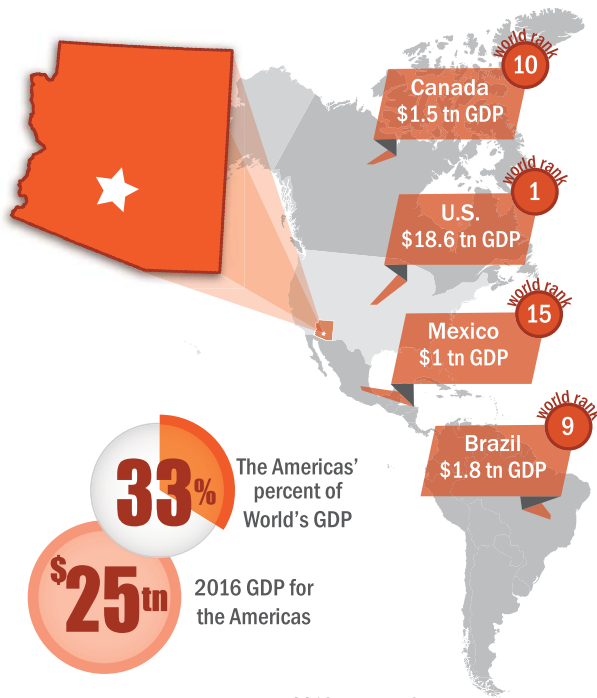 world rank
10
Canada
$1.5 tn GDP
world rank
1
U.S.
$18.6 tn GDP
world rank
15
Mexico
$1 tn GDP
world rank
9
Brazil
$1.8 tn GDP
33%
The Americas’
percent of
World’s GDP
$25tn
2016 GDP for
the Americas